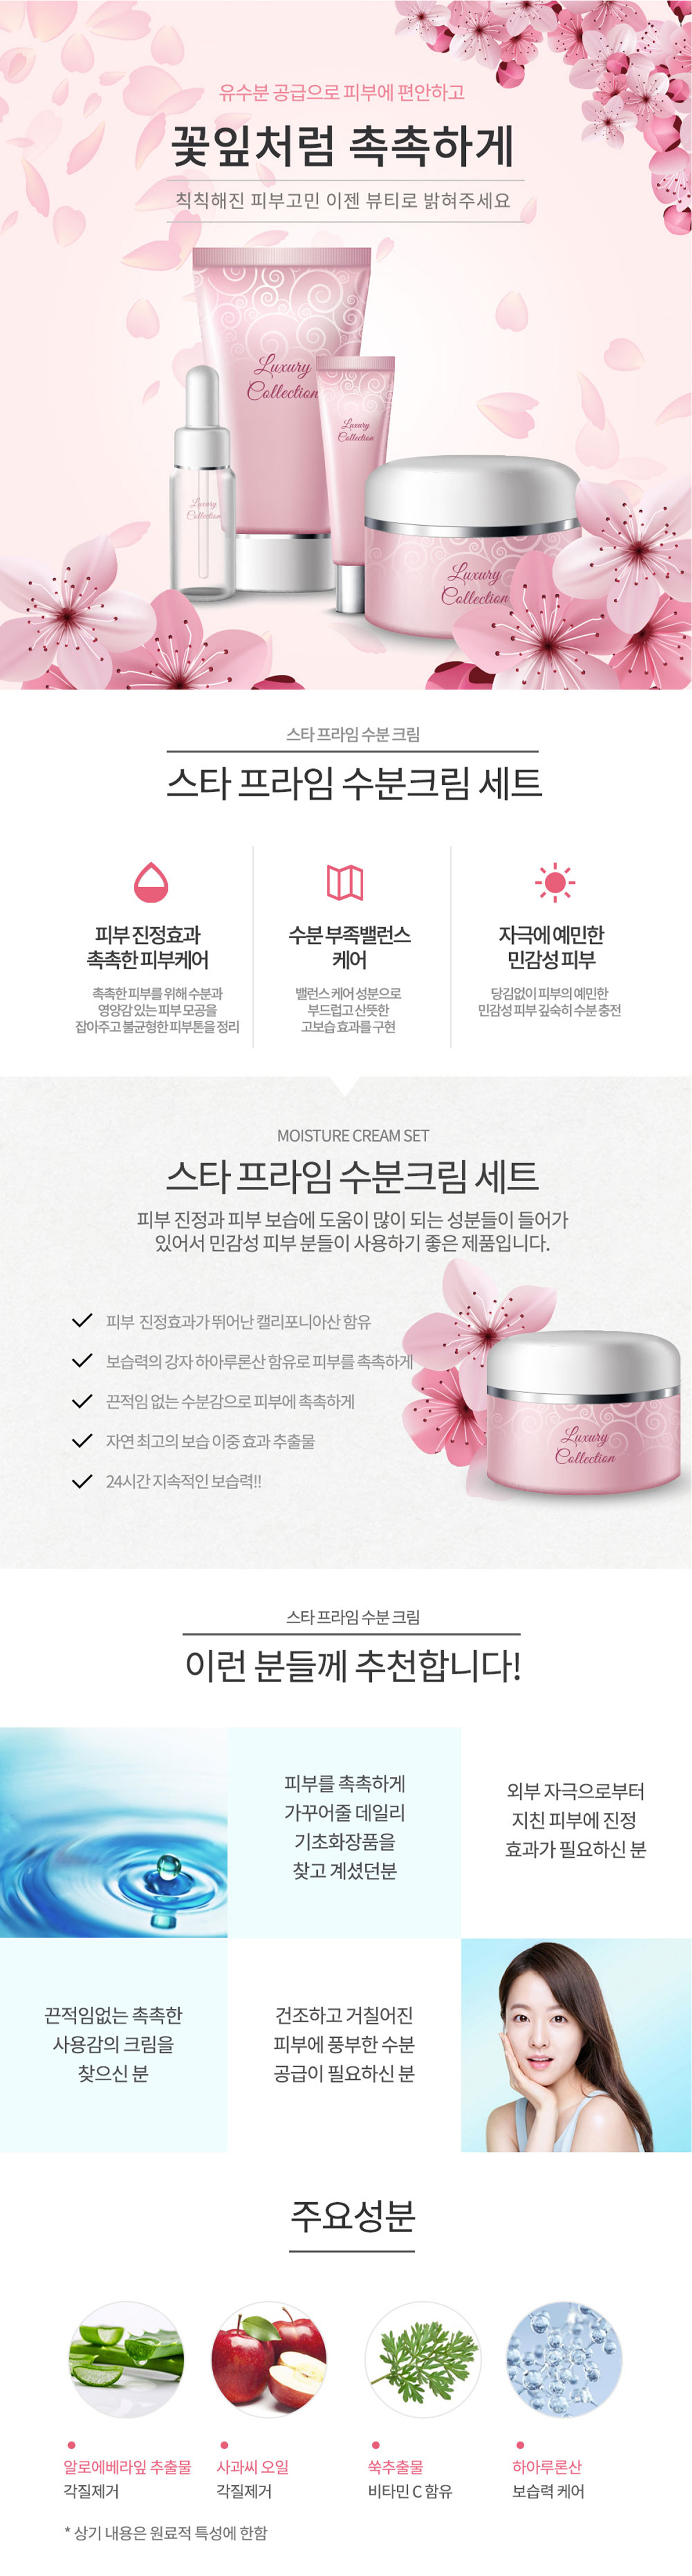 유수분 공급으로 피부에 편안하고
꽃잎처럼 촉촉하게
칙칙해진 피부고민 이젠 뷰티로 밝혀주세요
Luxury
Collection
Luxury
Collection
Luxury
Collection
Luxury
Collection
스타 프라임 수분 크림
스타 프라임 수분크림 세트
피부 진정효과
촉촉한 피부케어
촉촉한 피부를 위해 수분과
영양감 있는 피부 모공을
잡아주고 불균형한 피부톤을 정리
수분 부족밸런스
케어
밸런스 케어 성분으로
부드럽고 산뜻한
고보습 효과를 구현
자극에 예민한
민감성 피부
당김없이 피부의 예민한
민감성 피부 깊숙히 수분 충전
MOISTURE CREAM SET
스타 프라임 수분크림 세트
피부 진정과 피부 보습에 도움이 많이 되는 성분들이 들어가
있어서 민감성 피부 분들이 사용하기 좋은 제품입니다.
피부 진정효과가 뛰어난 캘리포니아산 함유
보습력의 강자 하아루론산 함유로 피부를 촉촉하게
끈적임 없는 수분감으로 피부에 촉촉하게
자연 최고의 보습 이중 효과 추출물
24시간 지속적인 보습력!!
Luxury
Collection
스타 프라임 수분 크림
이런 분들께 추천합니다!
피부를 촉촉하게
가꾸어줄 데일리
기초화장품을
찾고 계셨던분
외부 자극으로부터
지친 피부에 진정
효과가 필요하신 분
끈적임없는 촉촉한
사용감의 크림을
찾으신 분
건조하고 거칠어진
피부에 풍부한 수분
공급이 필요하신 분
주요성분
알로에베라잎 추출물
각질제거
사과씨 오일
각질제거
쑥추출물
비타민 C 함유
하아루론산
보습력 케어
* 상기 내용은 원료적 특성에 한함